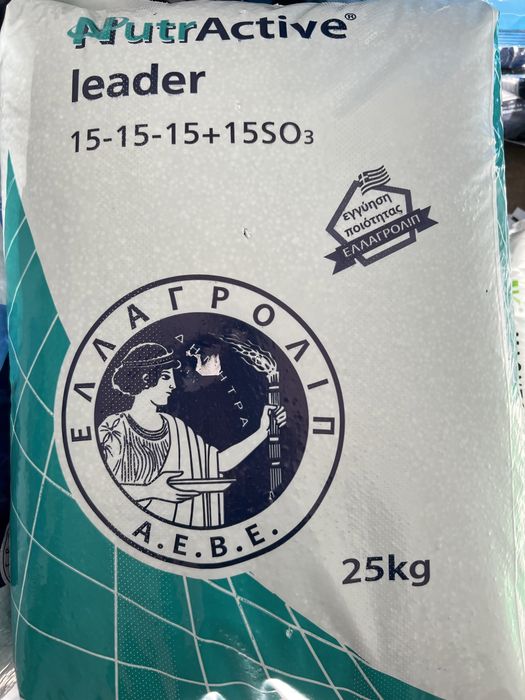 NutrActive®
leader
15-15-15+15SO3
εγγύηση
ποιότητας
ΕΛΛΑΓΡΟΛΙΠ
ΕΛΛΑΓΡΟΛΙΠ
ΔΗΜΗΤΡΑ
Α.Ε.Β.Ε.
25kg